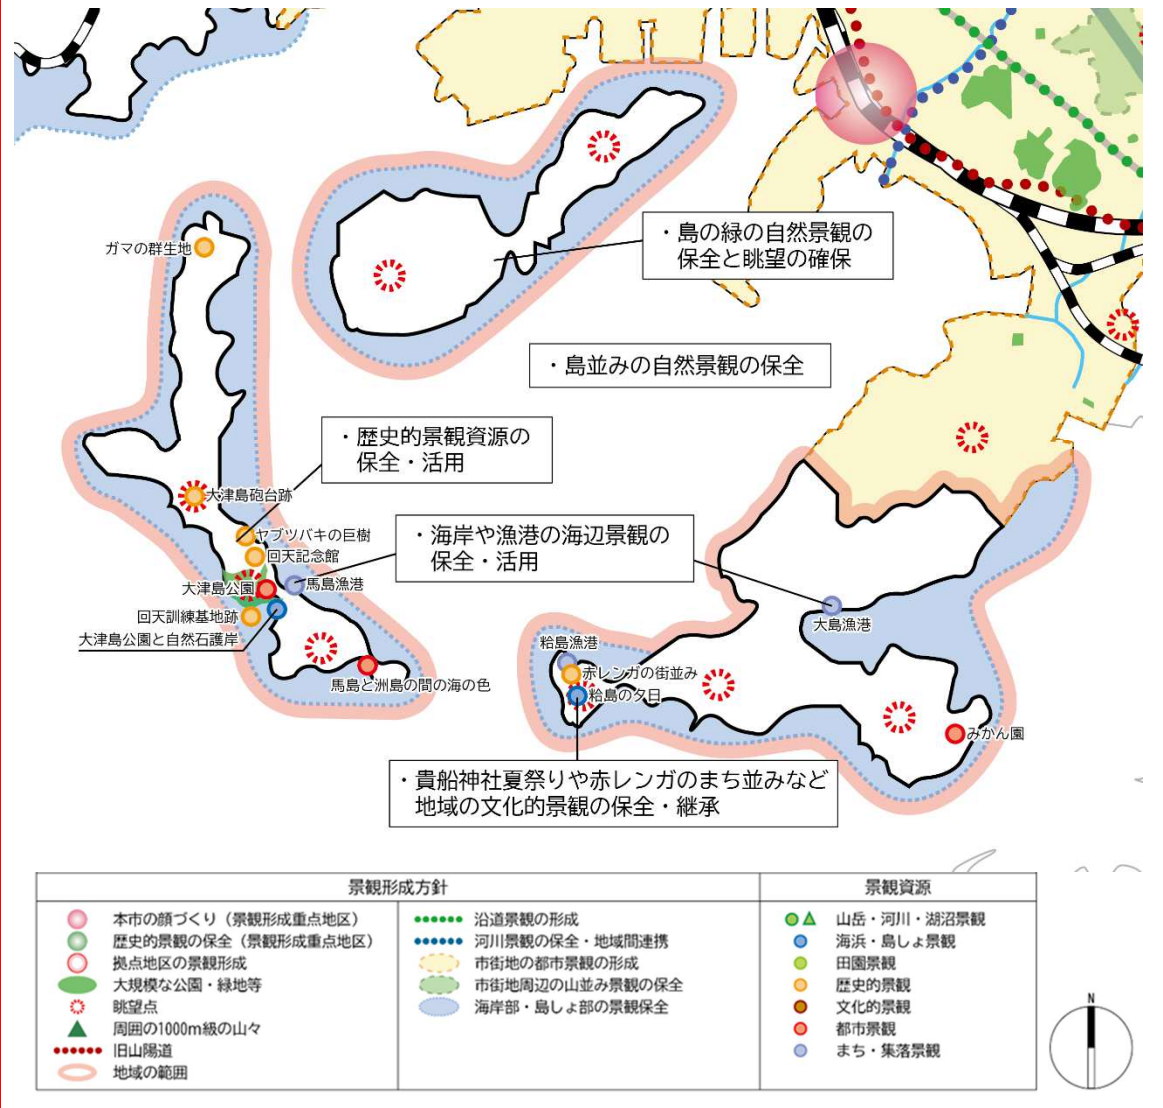 ガマの群生地
・島の緑の自然景観の
保全と眺望の確保
・島並みの自然景観の保全
・歴史的景観資源の
保全・活用
大津島砲台跡
ヤブツバキの巨樹
回天記念館
・海岸や漁港の海辺景観の
保全・活用
大津島公園
馬島漁港
回天訓練基地跡
大津島公園と自然石護岸
馬島と洲島の間の海の色
大島漁港
粭島漁港
赤レンガの街並み
粭島の夕日
みかん園
・貴船神社夏祭りや赤レンガのまち並みなど
地域の文化的景観の保全・継承
景観形成方針
本市の顔づくり（景観形成重点地区）
歴史的景観の保全（景観形成重点地区）
拠点地区の景観形成
大規模な公園・緑地等
眺望点
周囲の1000m級の山々
旧山陽道
地域の範囲
沿道景観の形成
河川景観の保全・地域間連携
市街地の都市景観の形成
市街地周辺の山並み景観の保全
海岸部・島しょ部の景観保全
景観資源
山岳・河川・湖沼景観
海浜・島しょ景観
田園景観
歴史的景観
文化的景観
都市景観
まち・集落景観
N